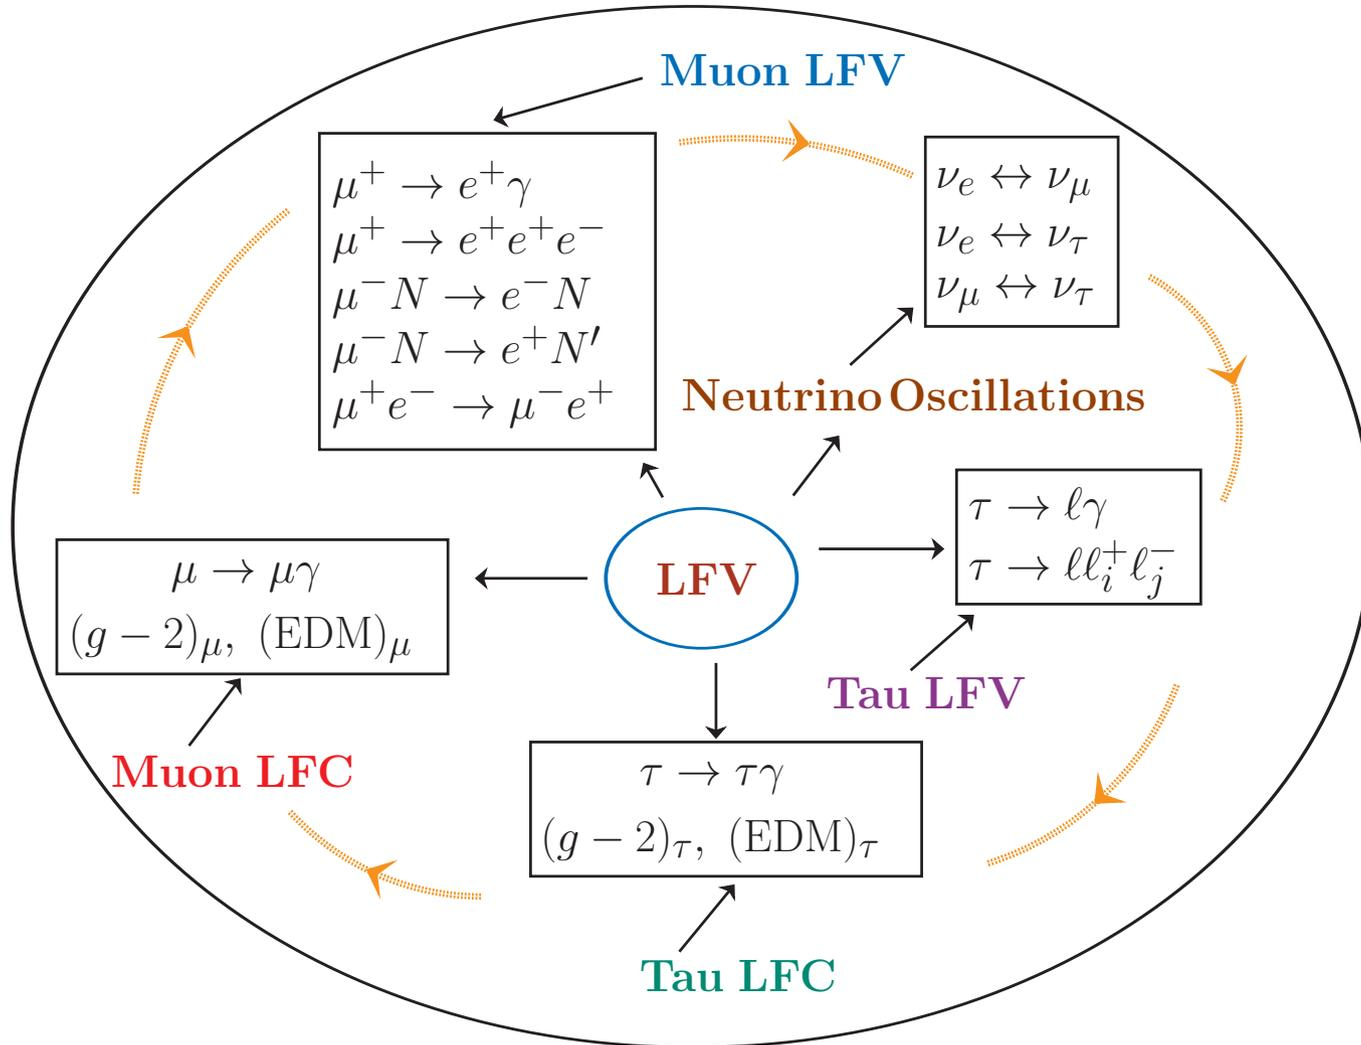 Muon LFV
μ⁺ → e⁺γ
μ⁺ → e⁺e⁺e⁻
μ⁻N → e⁻N
μ⁻N → e⁺N′
μ⁺e⁻ → μ⁻e⁺
νₑ ↔ ν_μ
νₑ ↔ ν_τ
ν_μ ↔ ν_τ
Neutrino Oscillations
τ → ℓγ
τ → ℓℓᵢ⁺ℓⱼ⁻
LFV
μ → μγ
(g − 2)_μ, (EDM)_μ
Tau LFV
Muon LFC
τ → τγ
(g − 2)_τ, (EDM)_τ
Tau LFC